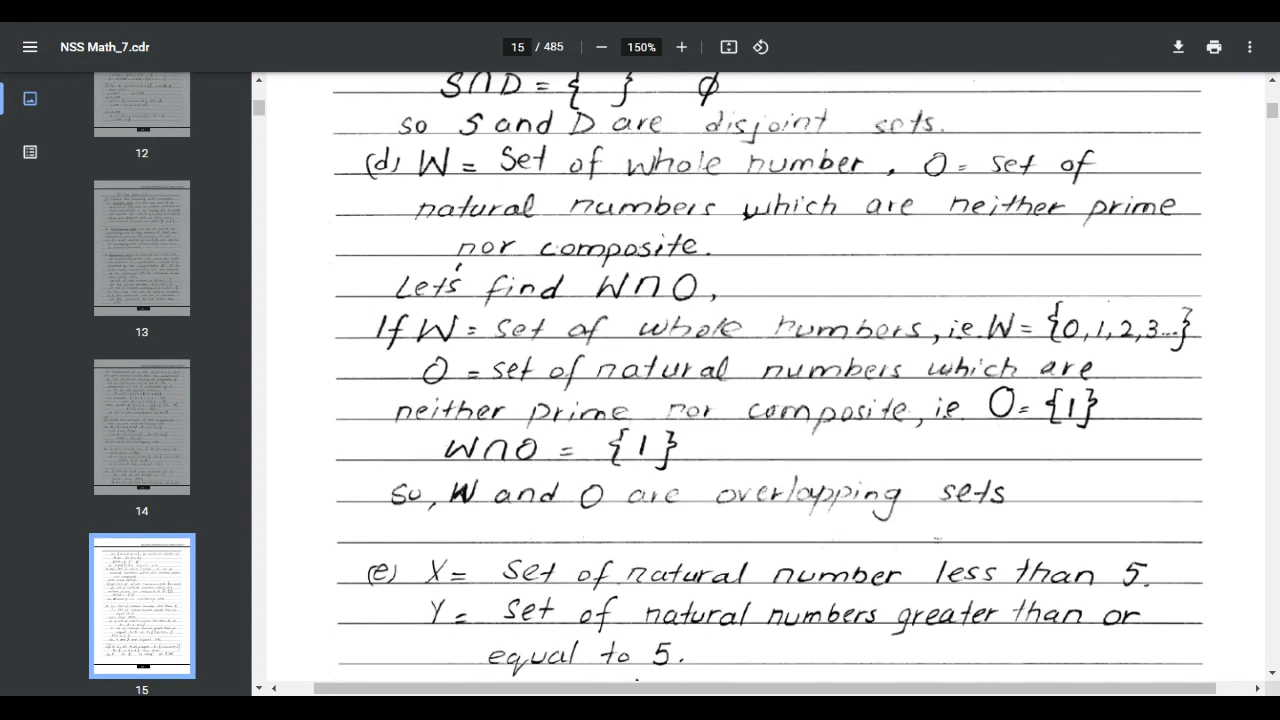 NSS Math_7.cdr
15 / 485
150%
12
13
14
15
S∩D = { } ϕ
so S and D are disjoint sets.
(d) W = Set of whole number, O = set of
natural numbers which are neither prime
nor composite.
Let's find W∩O,
If W = set of whole numbers, i.e. W = {0,1,2,3...}
O = set of natural numbers which are
neither prime nor composite, ie O = {1}
W∩O = {1}
so, W and O are overlapping sets
(e) X = Set of natural number less than 5.
Y = Set of natural numbers greater than or
equal to 5.